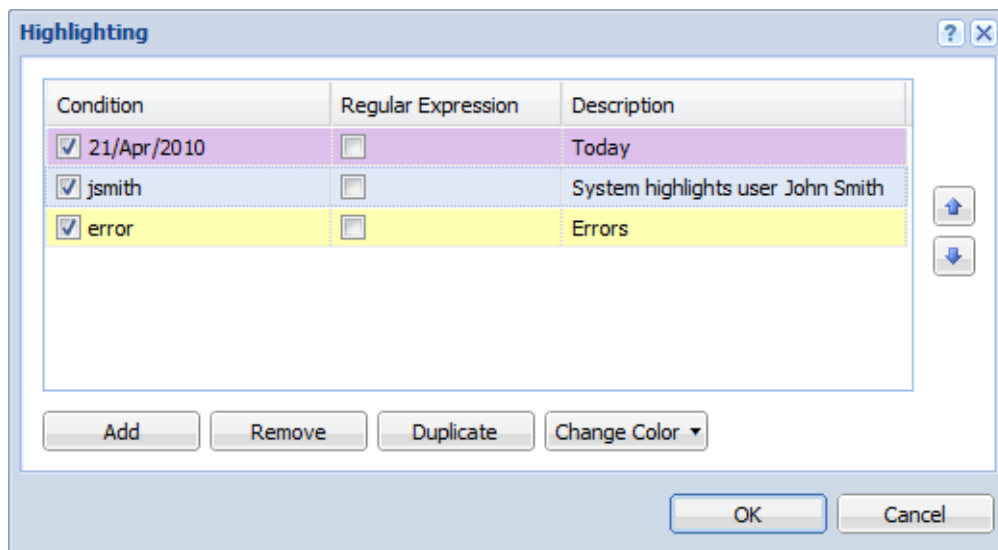 Highlighting
Condition Regular Expression Description
21/Apr/2010 Today
jsmith System highlights user John Smith
error Errors
Add Remove Duplicate Change Color
OK Cancel